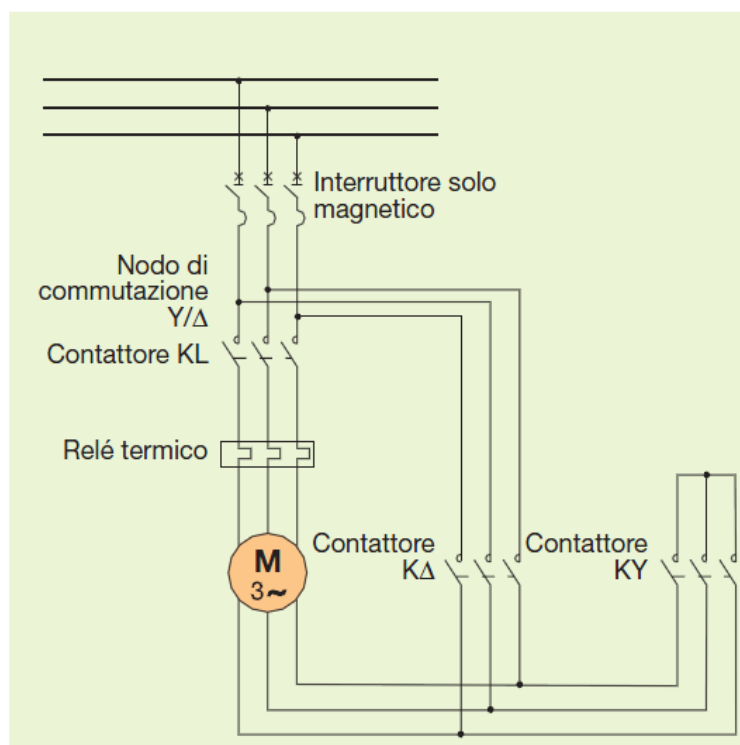 Interruttore solo
magnetico
Nodo di
commutazione
Y/Δ
Contattore KL
Relé termico
M
3~
Contattore
KΔ
Contattore
KY